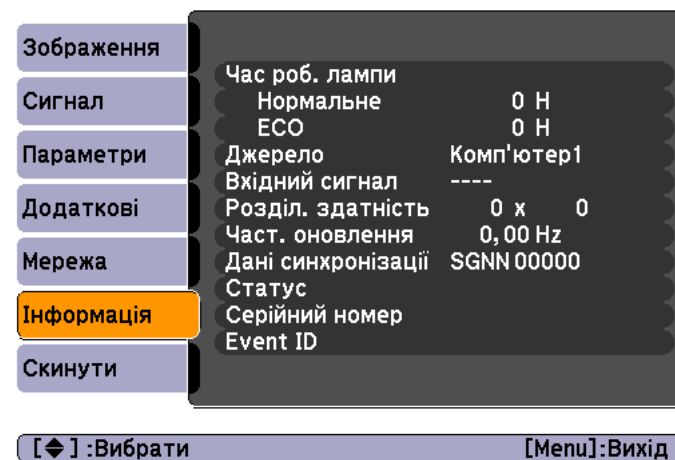 Зображення
Сигнал
Параметри
Додаткові
Мережа
Інформація
Скинути
Час роб. лампи
Нормальне 0 H
ECO 0 H
Джерело Комп'ютер1
Вхідний сигнал ----
Розділ. здатність 0 x 0
Част. оновлення 0,00 Hz
Дані синхронізації SGNN 00000
Статус
Серійний номер
Event ID
[◆] :Вибрати [Menu]:Вихід